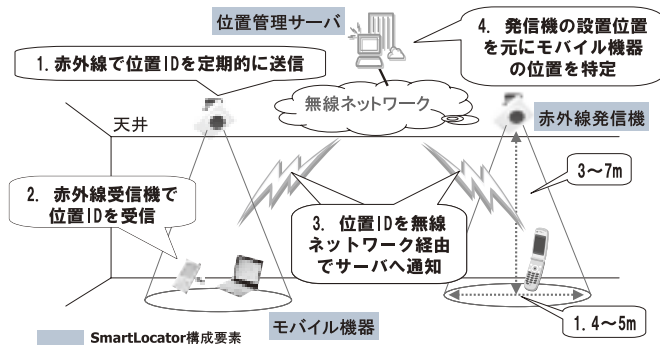 位置管理サーバ
4. 発信機の設置位置
を元にモバイル機器
の位置を特定
1. 赤外線で位置IDを定期的に送信
無線ネットワーク
天井
赤外線発信機
3～7m
2. 赤外線受信機で
位置IDを受信
3. 位置IDを無線
ネットワーク経由
でサーバへ通知
モバイル機器
1.4～5m
SmartLocator構成要素